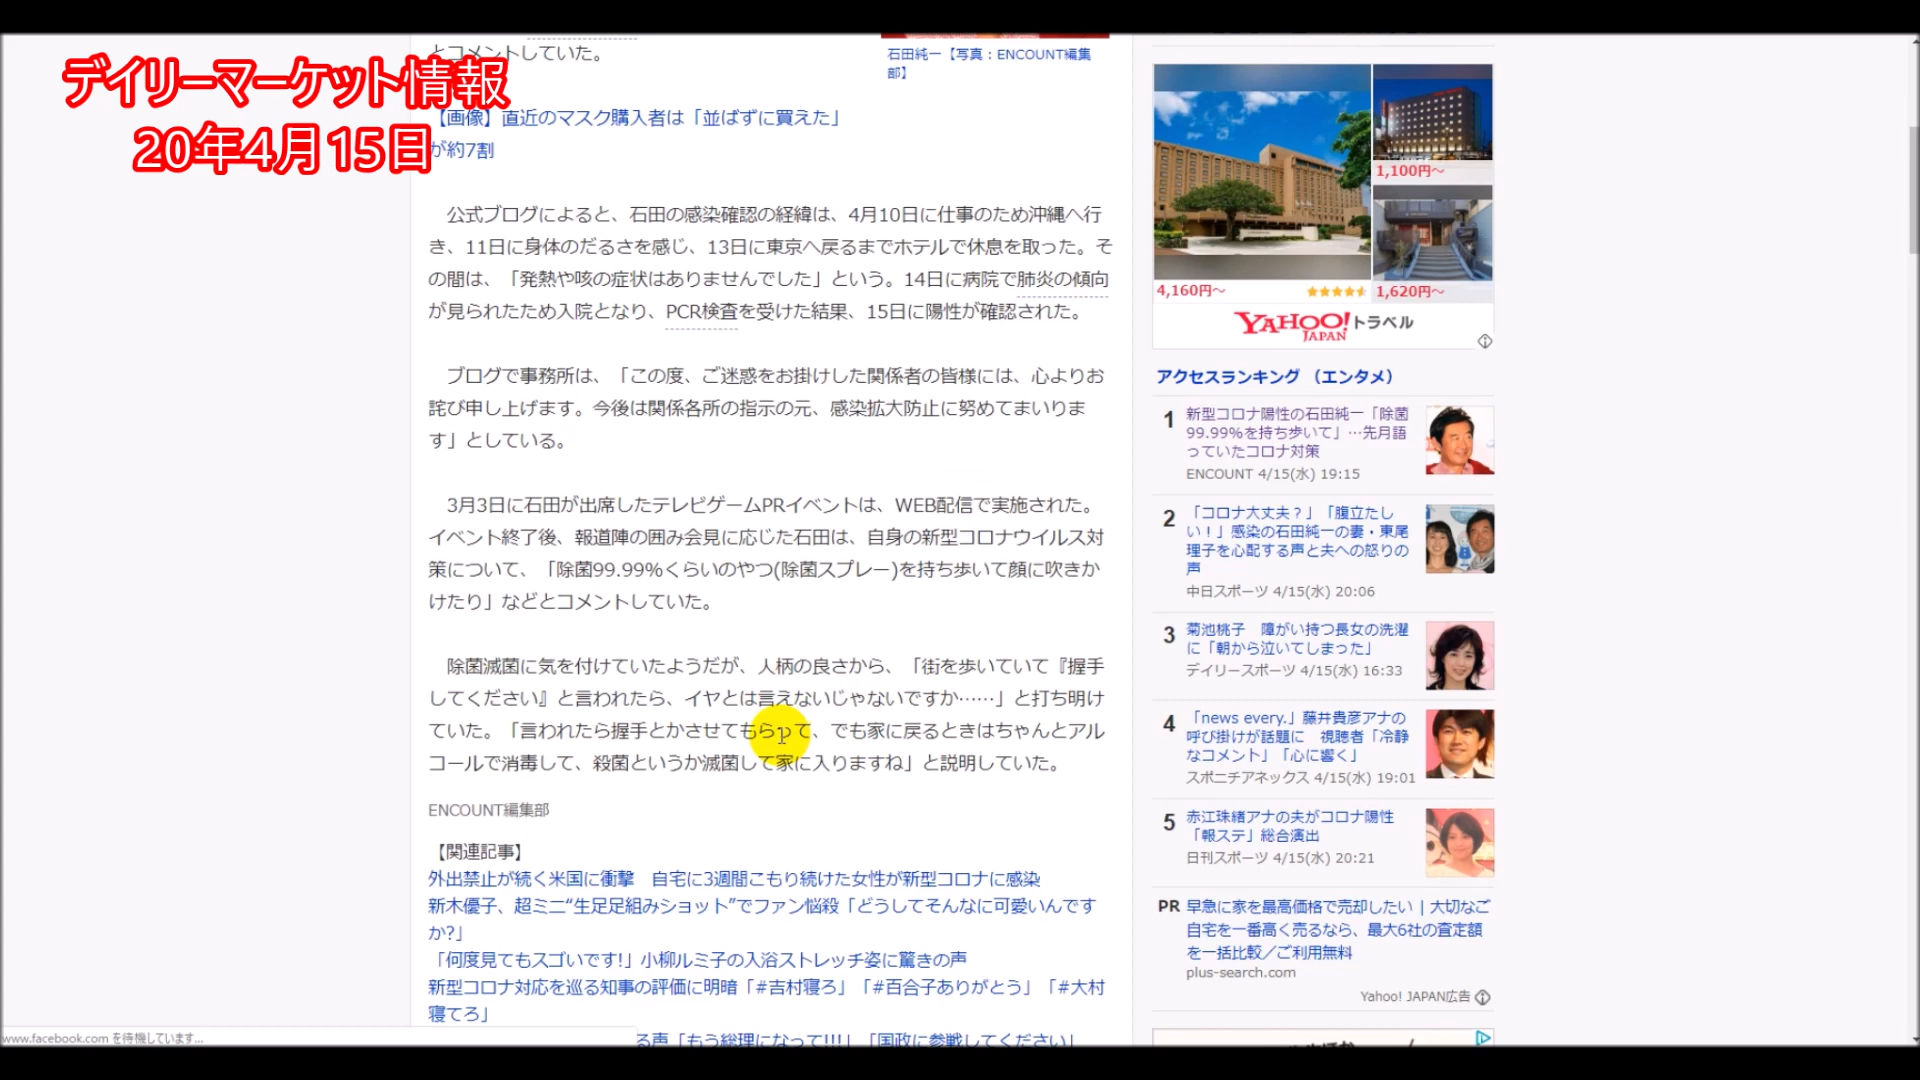 デイリーマーケット情報
20年4月15日
とコメントしていた。
石田純一【写真：ENCOUNT編集
部】
【画像】直近のマスク購入者は「並ばずに買えた」
が約7割
公式ブログによると、石田の感染確認の経緯は、4月10日に仕事のため沖縄へ行
き、11日に身体のだるさを感じ、13日に東京へ戻るまでホテルで休息を取った。そ
の間は、「発熱や咳の症状はありませんでした」という。14日に病院で肺炎の傾向
が見られたため入院となり、PCR検査を受けた結果、15日に陽性が確認された。
ブログで事務所は、「この度、ご迷惑をお掛けした関係者の皆様には、心よりお
詫び申し上げます。今後は関係各所の指示の元、感染拡大防止に努めてまいりま
す」としている。
3月3日に石田が出席したテレビゲームPRイベントは、WEB配信で実施された。
イベント終了後、報道陣の囲み会見に応じた石田は、自身の新型コロナウイルス対
策について、「除菌99.99%くらいのやつ(除菌スプレー)を持ち歩いて顔に吹きか
けたり」などとコメントしていた。
除菌滅菌に気を付けていたようだが、人柄の良さから、「街を歩いていて『握手
してください』と言われたら、イヤとは言えないじゃないですか……」と打ち明け
ていた。「言われたら握手とかさせてもらって、でも家に戻るときはちゃんとアル
コールで消毒して、殺菌というか滅菌して家に入りますね」と説明していた。
ENCOUNT編集部
【関連記事】
外出禁止が続く米国に衝撃　自宅に3週間こもり続けた女性が新型コロナに感染
新木優子、超ミニ“生足足組みショット”でファン悩殺「どうしてそんなに可愛いんです
か?」
「何度見てもスゴいです!」小柳ルミ子の入浴ストレッチ姿に驚きの声
新型コロナ対応を巡る知事の評価に明暗「#吉村寝ろ」「#百合子ありがとう」「#大村
寝てろ」
る声「もう総理になって!!!」「国政に参戦してください」
www.facebook.com を待機しています...
1,100円～
4,160円～
1,620円～
YAHOO! JAPAN トラベル
アクセスランキング （エンタメ）
1 新型コロナ陽性の石田純一「除菌
99.99%を持ち歩いて」…先月語
っていたコロナ対策
ENCOUNT 4/15(水) 19:15
2 「コロナ大丈夫？」「腹立たし
い！」感染の石田純一の妻・東尾
理子を心配する声と夫への怒りの
声
中日スポーツ 4/15(水) 20:06
3 菊池桃子　障がい持つ長女の洗濯
に「朝から泣いてしまった」
デイリースポーツ 4/15(水) 16:33
4 「news every.」藤井貴彦アナの
呼び掛けが話題に　視聴者「冷静
なコメント」「心に響く」
スポニチアネックス 4/15(水) 19:01
5 赤江珠緒アナの夫がコロナ陽性
「報ステ」総合演出
日刊スポーツ 4/15(水) 20:21
PR 早急に家を最高価格で売却したい | 大切なご
自宅を一番高く売るなら、最大6社の査定額
を一括比較／ご利用無料
plus-search.com
Yahoo! JAPAN広告